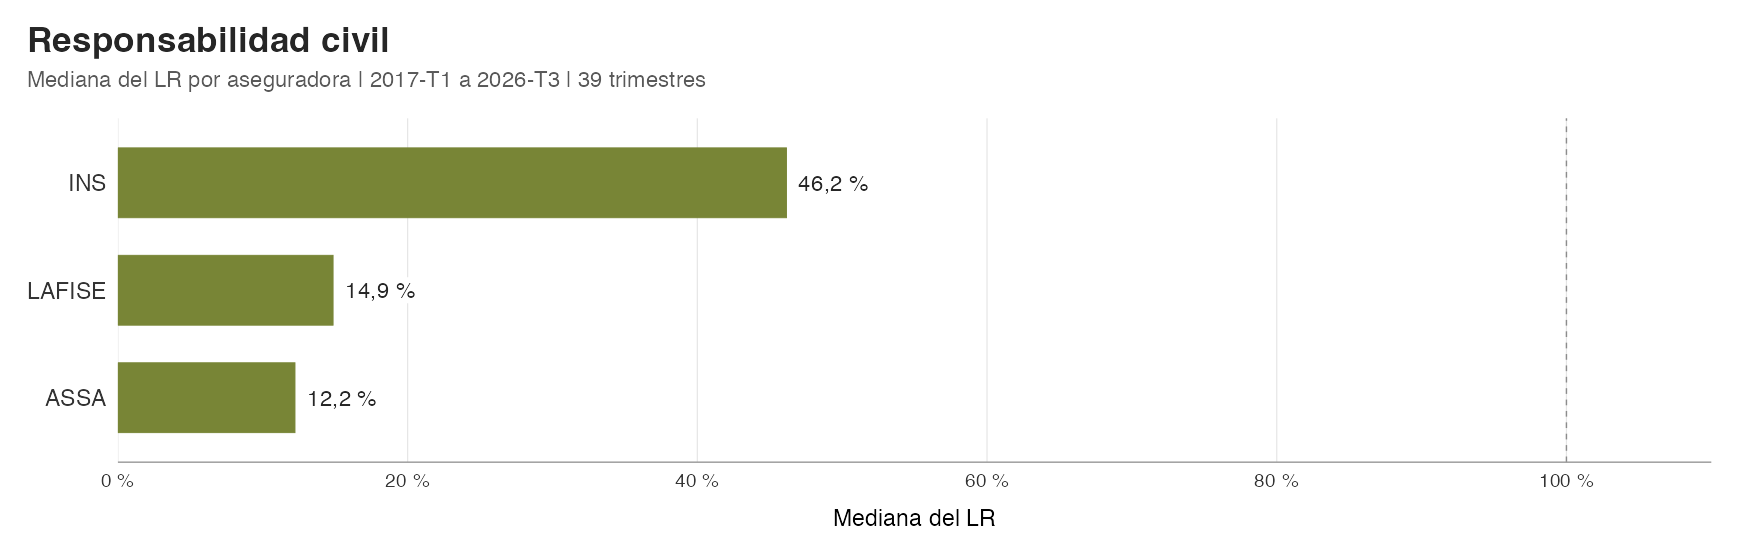 Responsabilidad civil
Mediana del LR por aseguradora | 2017-T1 a 2026-T3 | 39 trimestres
INS
46,2 %
LAFISE
14,9 %
ASSA
12,2 %
0 %
20 %
40 %
60 %
80 %
100 %
Mediana del LR